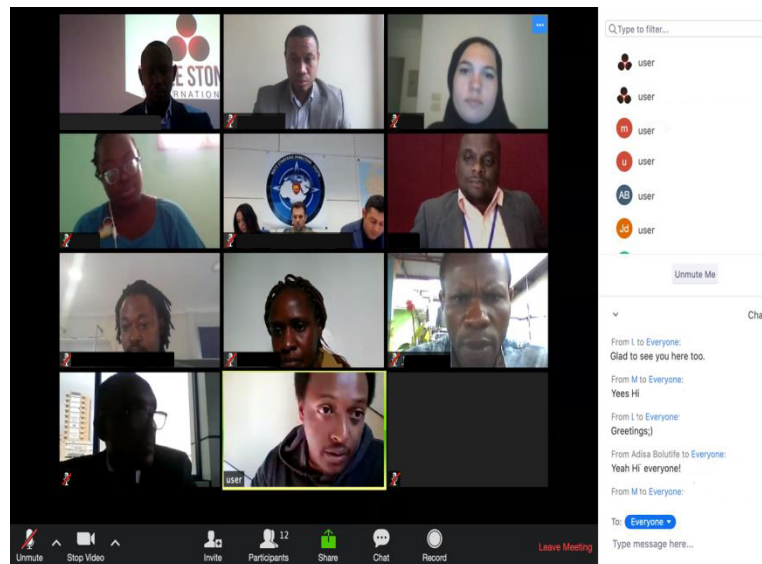 E STON
RNATION
user
Type to filter...
user
user
m user
u user
AB user
Jd user
Unmute Me
Cha
From I. to Everyone:
Glad to see you here too.
From M to Everyone:
Yees Hi
From I. to Everyone:
Greetings;)
From Adisa Bolutife to Everyone:
Yeah Hi everyone!
From M to Everyone:
To: Everyone
Type message here...
Unmute
Stop Video
Invite
12
Participants
Share
Chat
Record
Leave Meeting